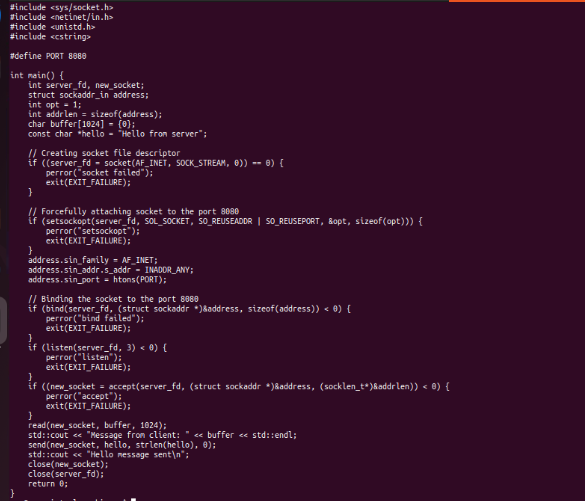 #include <sys/socket.h>
#include <netinet/in.h>
#include <unistd.h>
#include <cstring>

#define PORT 8080

int main() {
    int server_fd, new_socket;
    struct sockaddr_in address;
    int opt = 1;
    int addrlen = sizeof(address);
    char buffer[1024] = {0};
    const char *hello = "Hello from server";

    // Creating socket file descriptor
    if ((server_fd = socket(AF_INET, SOCK_STREAM, 0)) == 0) {
        perror("socket failed");
        exit(EXIT_FAILURE);
    }

    // Forcefully attaching socket to the port 8080
    if (setsockopt(server_fd, SOL_SOCKET, SO_REUSEADDR | SO_REUSEPORT, &opt, sizeof(opt))) {
        perror("setsockopt");
        exit(EXIT_FAILURE);
    }
    address.sin_family = AF_INET;
    address.sin_addr.s_addr = INADDR_ANY;
    address.sin_port = htons(PORT);

    // Binding the socket to the port 8080
    if (bind(server_fd, (struct sockaddr *)&address, sizeof(address)) < 0) {
        perror("bind failed");
        exit(EXIT_FAILURE);
    }
    if (listen(server_fd, 3) < 0) {
        perror("listen");
        exit(EXIT_FAILURE);
    }
    if ((new_socket = accept(server_fd, (struct sockaddr *)&address, (socklen_t*)&addrlen)) < 0) {
        perror("accept");
        exit(EXIT_FAILURE);
    }
    read(new_socket, buffer, 1024);
    std::cout << "Message from client: " << buffer << std::endl;
    send(new_socket, hello, strlen(hello), 0);
    std::cout << "Hello message sent\n";
    close(new_socket);
    close(server_fd);
    return 0;
}